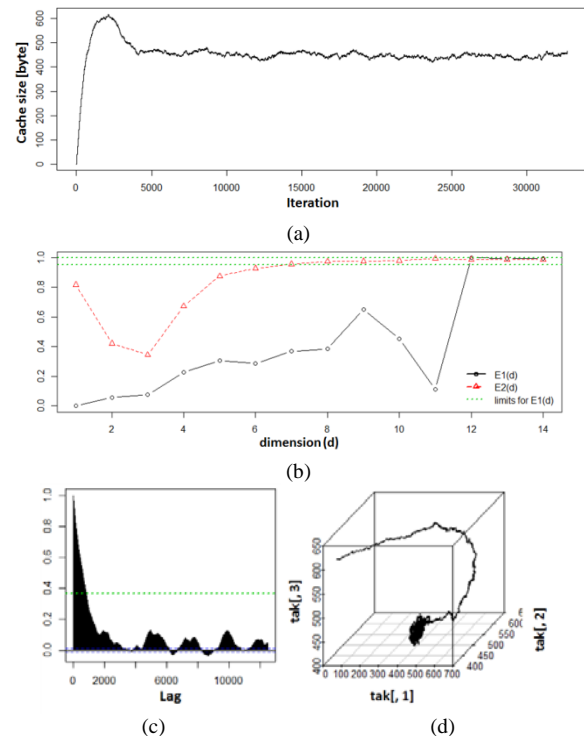 Cache size [byte]
600
500
400
300
200
100
0
0 5000 10000 15000 20000 25000 30000
Iteration
(a)
1.0
0.8
0.6
0.4
0.2
0.0
E1(d)
E2(d)
limits for E1(d)
2 4 6 8 10 12 14
dimension (d)
(b)
1.0
0.8
0.6
0.4
0.2
0.0
0 2000 6000 10000
Lag
(c)
tak[, 3]
650
600
550
500
450
400
0 100 200 300 400 500 600 700
tak[, 1]
400
450
500
550
600
tak[, 2]
(d)